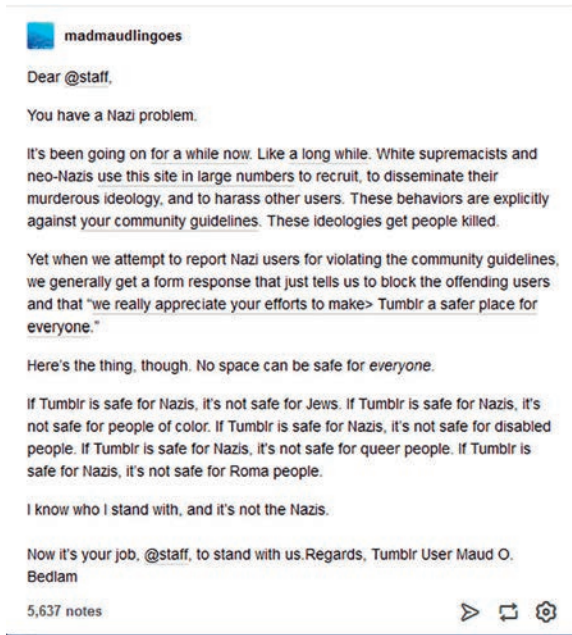 madmaudlingoes
Dear @staff,
You have a Nazi problem.
It's been going on for a while now. Like a long while. White supremacists and
neo-Nazis use this site in large numbers to recruit, to disseminate their
murderous ideology, and to harass other users. These behaviors are explicitly
against your community guidelines. These ideologies get people killed.
Yet when we attempt to report Nazi users for violating the community guidelines,
we generally get a form response that just tells us to block the offending users
and that "we really appreciate your efforts to make> Tumblr a safer place for
everyone."
Here's the thing, though. No space can be safe for everyone.
If Tumblr is safe for Nazis, it's not safe for Jews. If Tumblr is safe for Nazis, it's
not safe for people of color. If Tumblr is safe for Nazis, it's not safe for disabled
people. If Tumblr is safe for Nazis, it's not safe for queer people. If Tumblr is
safe for Nazis, it's not safe for Roma people.
I know who I stand with, and it's not the Nazis.
Now it's your job, @staff, to stand with us.Regards, Tumblr User Maud O.
Bedlam
5,637 notes